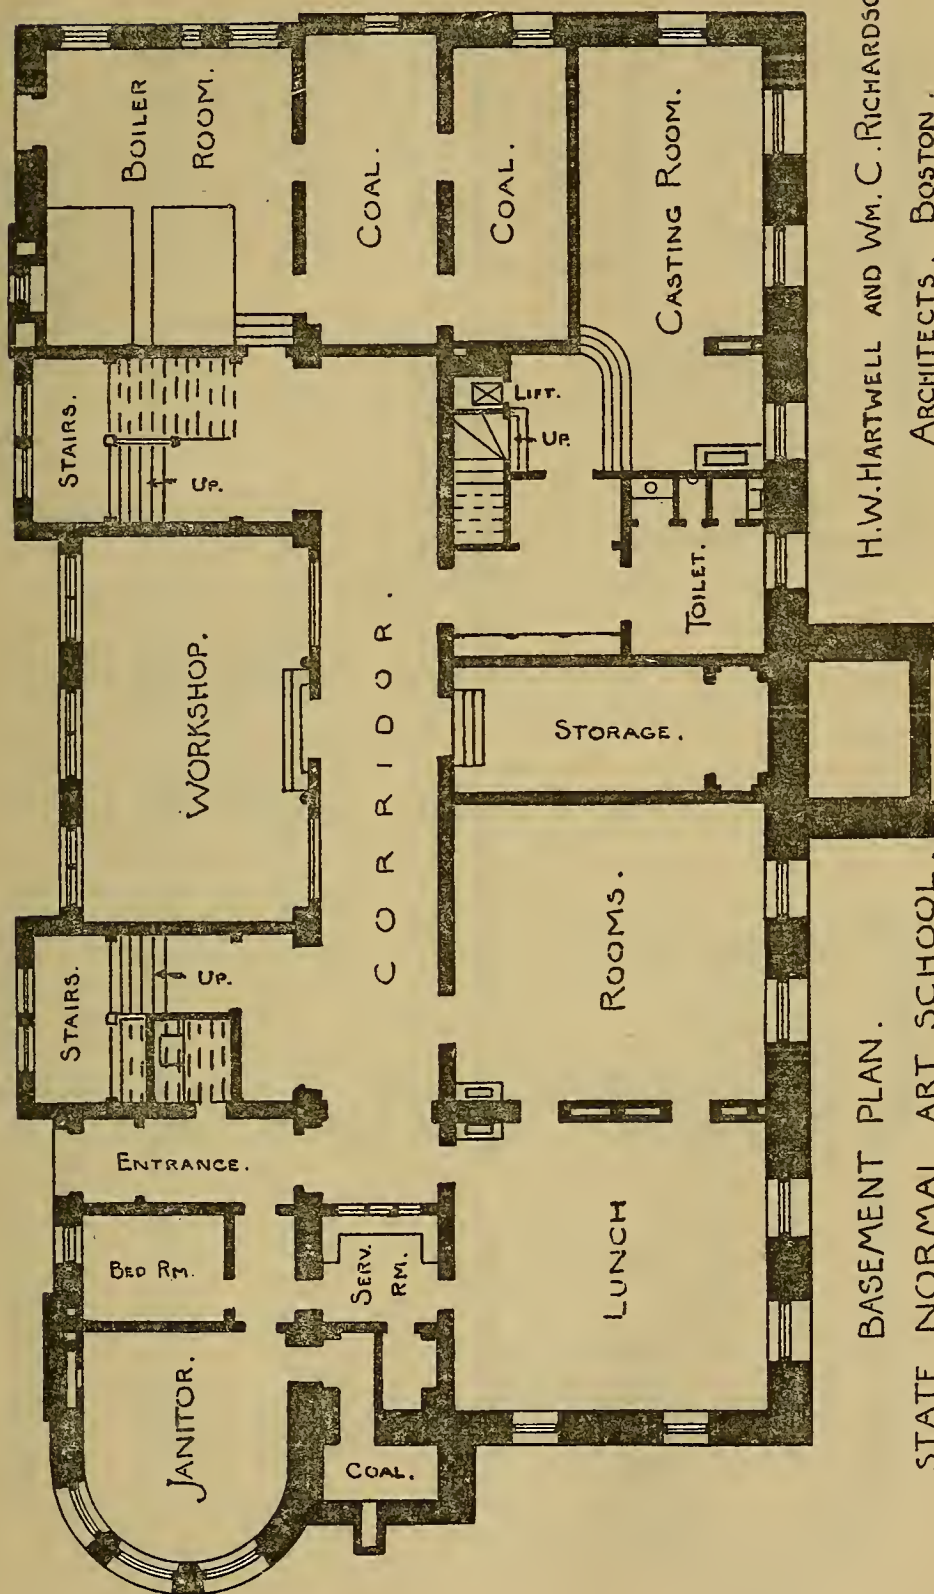 STAIRS.
STAIRS.
BOILER
ROOM.
JANITOR.
BED RM.
ENTRANCE.
UP.
WORKSHOP.
UP.
COAL.
SERV.
RM.
CORRIDOR.
COAL.
COAL.
LUNCH
ROOMS.
STORAGE.
LIFT.
UP.
TOILET.
CASTING ROOM.
BASEMENT PLAN.
H.W. HARTWELL AND WM. C. RICHARDSO
STATE NORMAL ART SCHOOL.
ARCHITECTS. BOSTON.